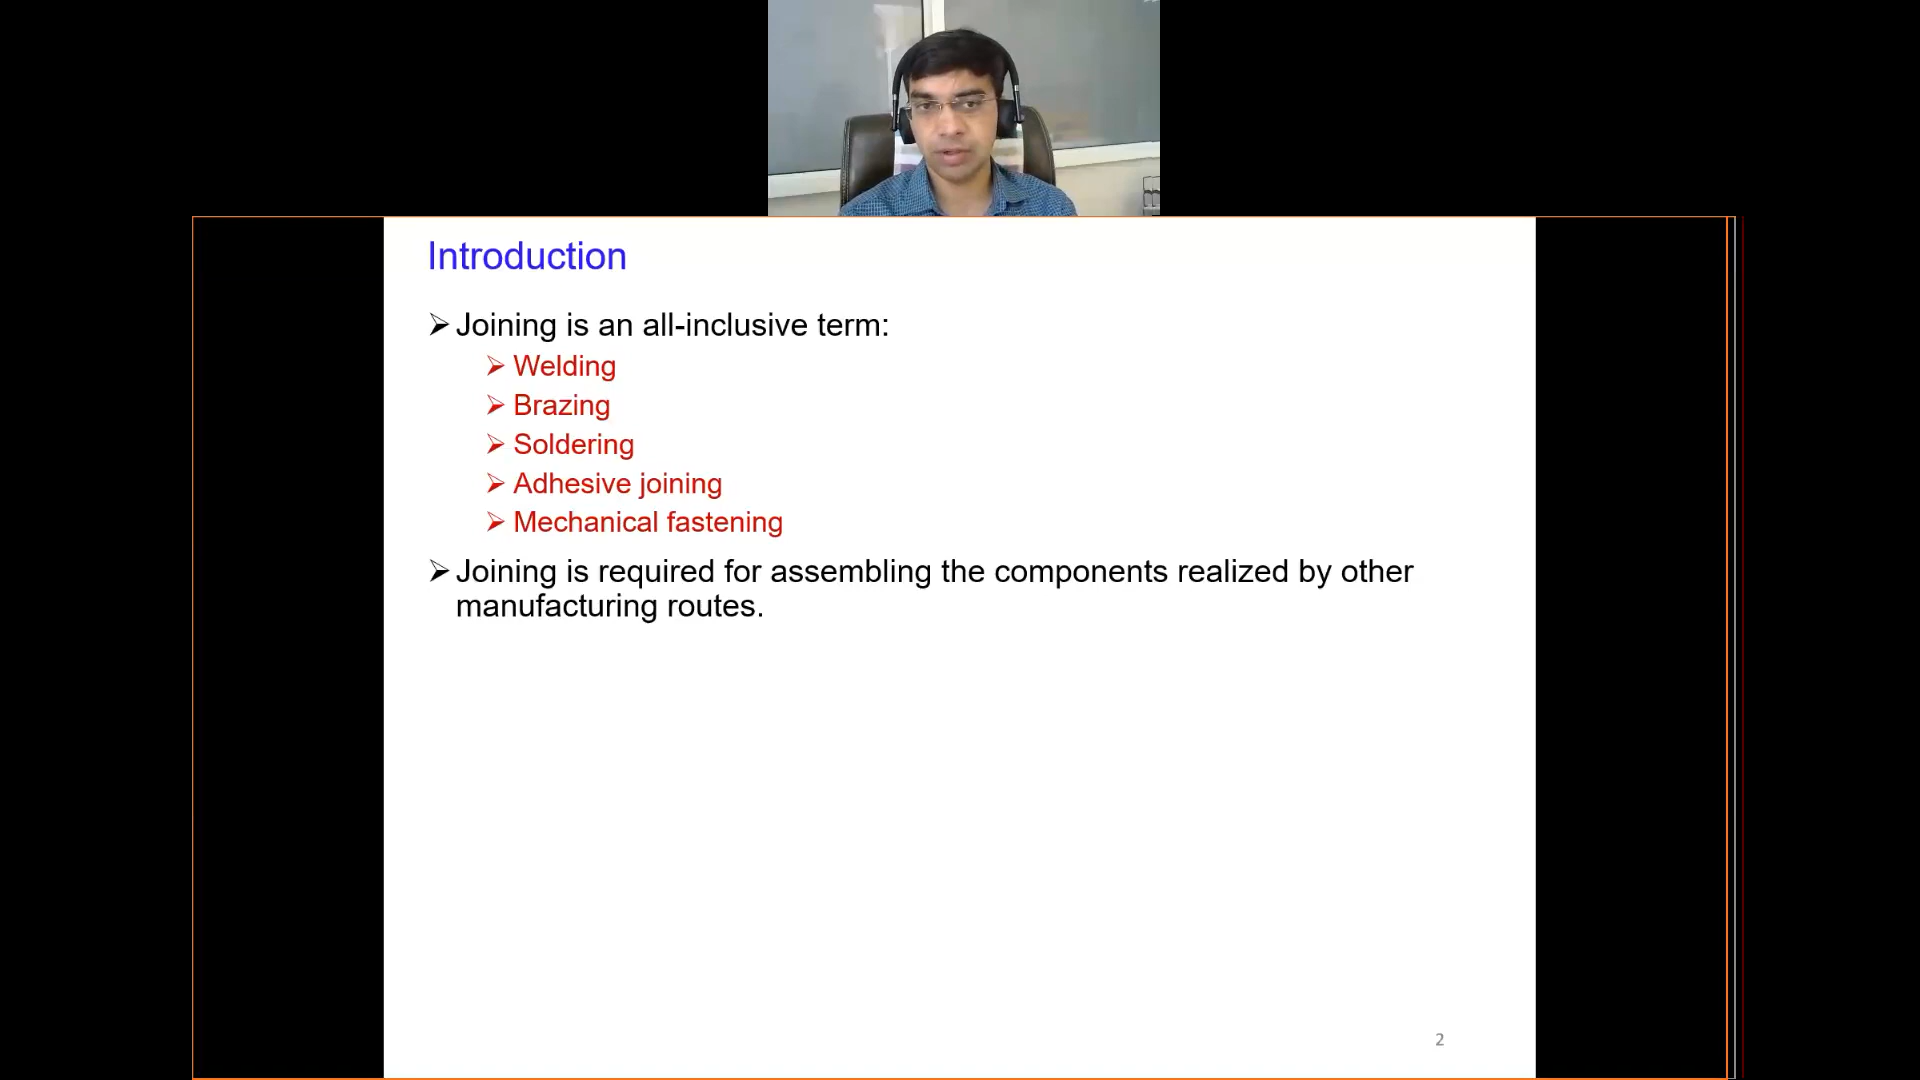 Introduction
➢ Joining is an all-inclusive term:
➢ Welding
➢ Brazing
➢ Soldering
➢ Adhesive joining
➢ Mechanical fastening
➢ Joining is required for assembling the components realized by other
manufacturing routes.
2